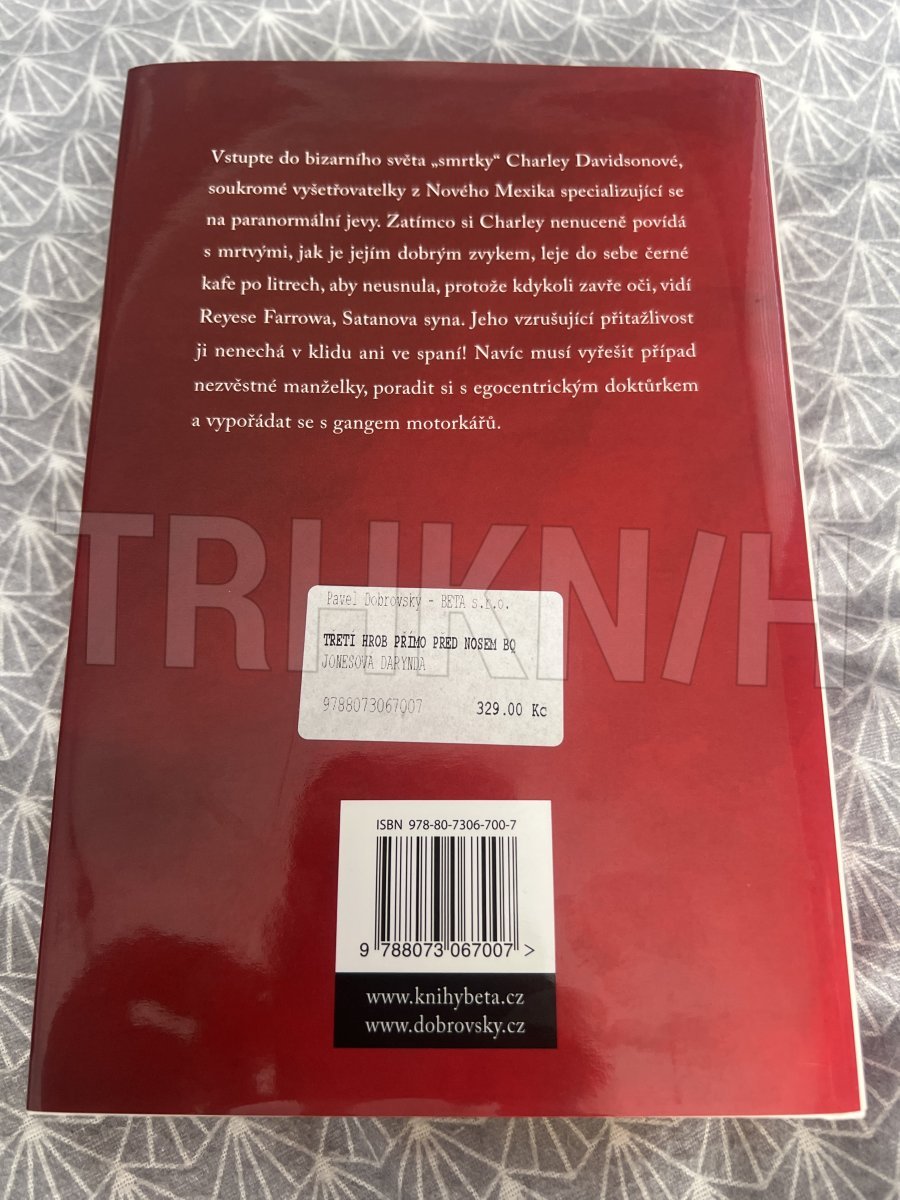 Vstupte do bizarního světa „smrtky“ Charley Davidsonové,
soukromé vyšetřovatelky z Nového Mexika specializující se
na paranormální jevy. Zatímco si Charley nenuceně povídá
s mrtvými, jak je jejím dobrým zvykem, leje do sebe černé
kafe po litrech, aby neusnula, protože kdykoli zavře oči, vidí
Reyese Farrowa, Satanova syna. Jeho vzrušující přitažlivost
ji nenechá v klidu ani ve spaní! Navíc musí vyřešit případ
nezvěstné manželky, poradit si s egocentrickým doktůrkem
a vypořádat se s gangem motorkářů.
TRHKNIH
Pavel Dobrovský - BETA s.r.o.
TŘETÍ HROB PŘÍMO PŘED NOSEM BQ
JONESOVA DARYNDA
9788073067007 329.00 Kc
ISBN 978-80-7306-700-7
9 788073 067007 >
www.knihybeta.cz
www.dobrovsky.cz